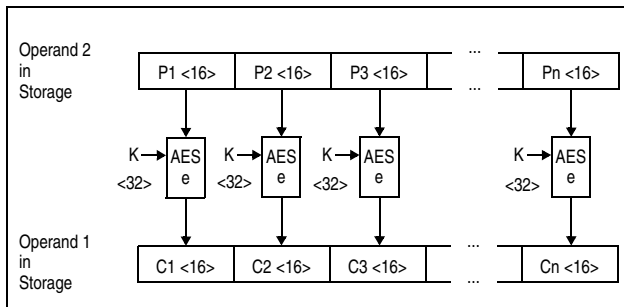 Operand 2
in
Storage
P1 <16> P2 <16> P3 <16> ... ... Pn <16>
K AES e <32>
K AES e <32>
K AES e <32>
K AES e <32>
Operand 1
in
Storage
C1 <16> C2 <16> C3 <16> ... ... Cn <16>